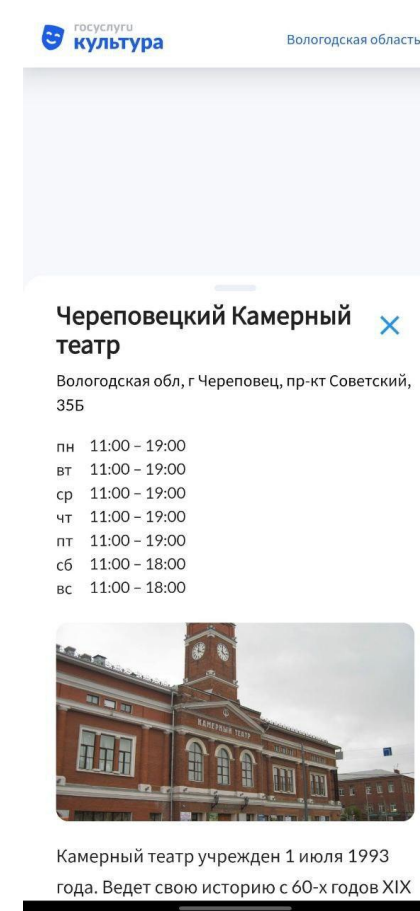 госуслуги
культура
Вологодская область
Череповецкий Камерный
театр
Вологодская обл, г Череповец, пр-кт Советский,
35Б
пн 11:00 – 19:00
вт 11:00 – 19:00
ср 11:00 – 19:00
чт 11:00 – 19:00
пт 11:00 – 19:00
сб 11:00 – 18:00
вс 11:00 – 18:00
КАМЕРНЫЙ ТЕАТР
Камерный театр учрежден 1 июля 1993
года. Ведет свою историю с 60-х годов XIX